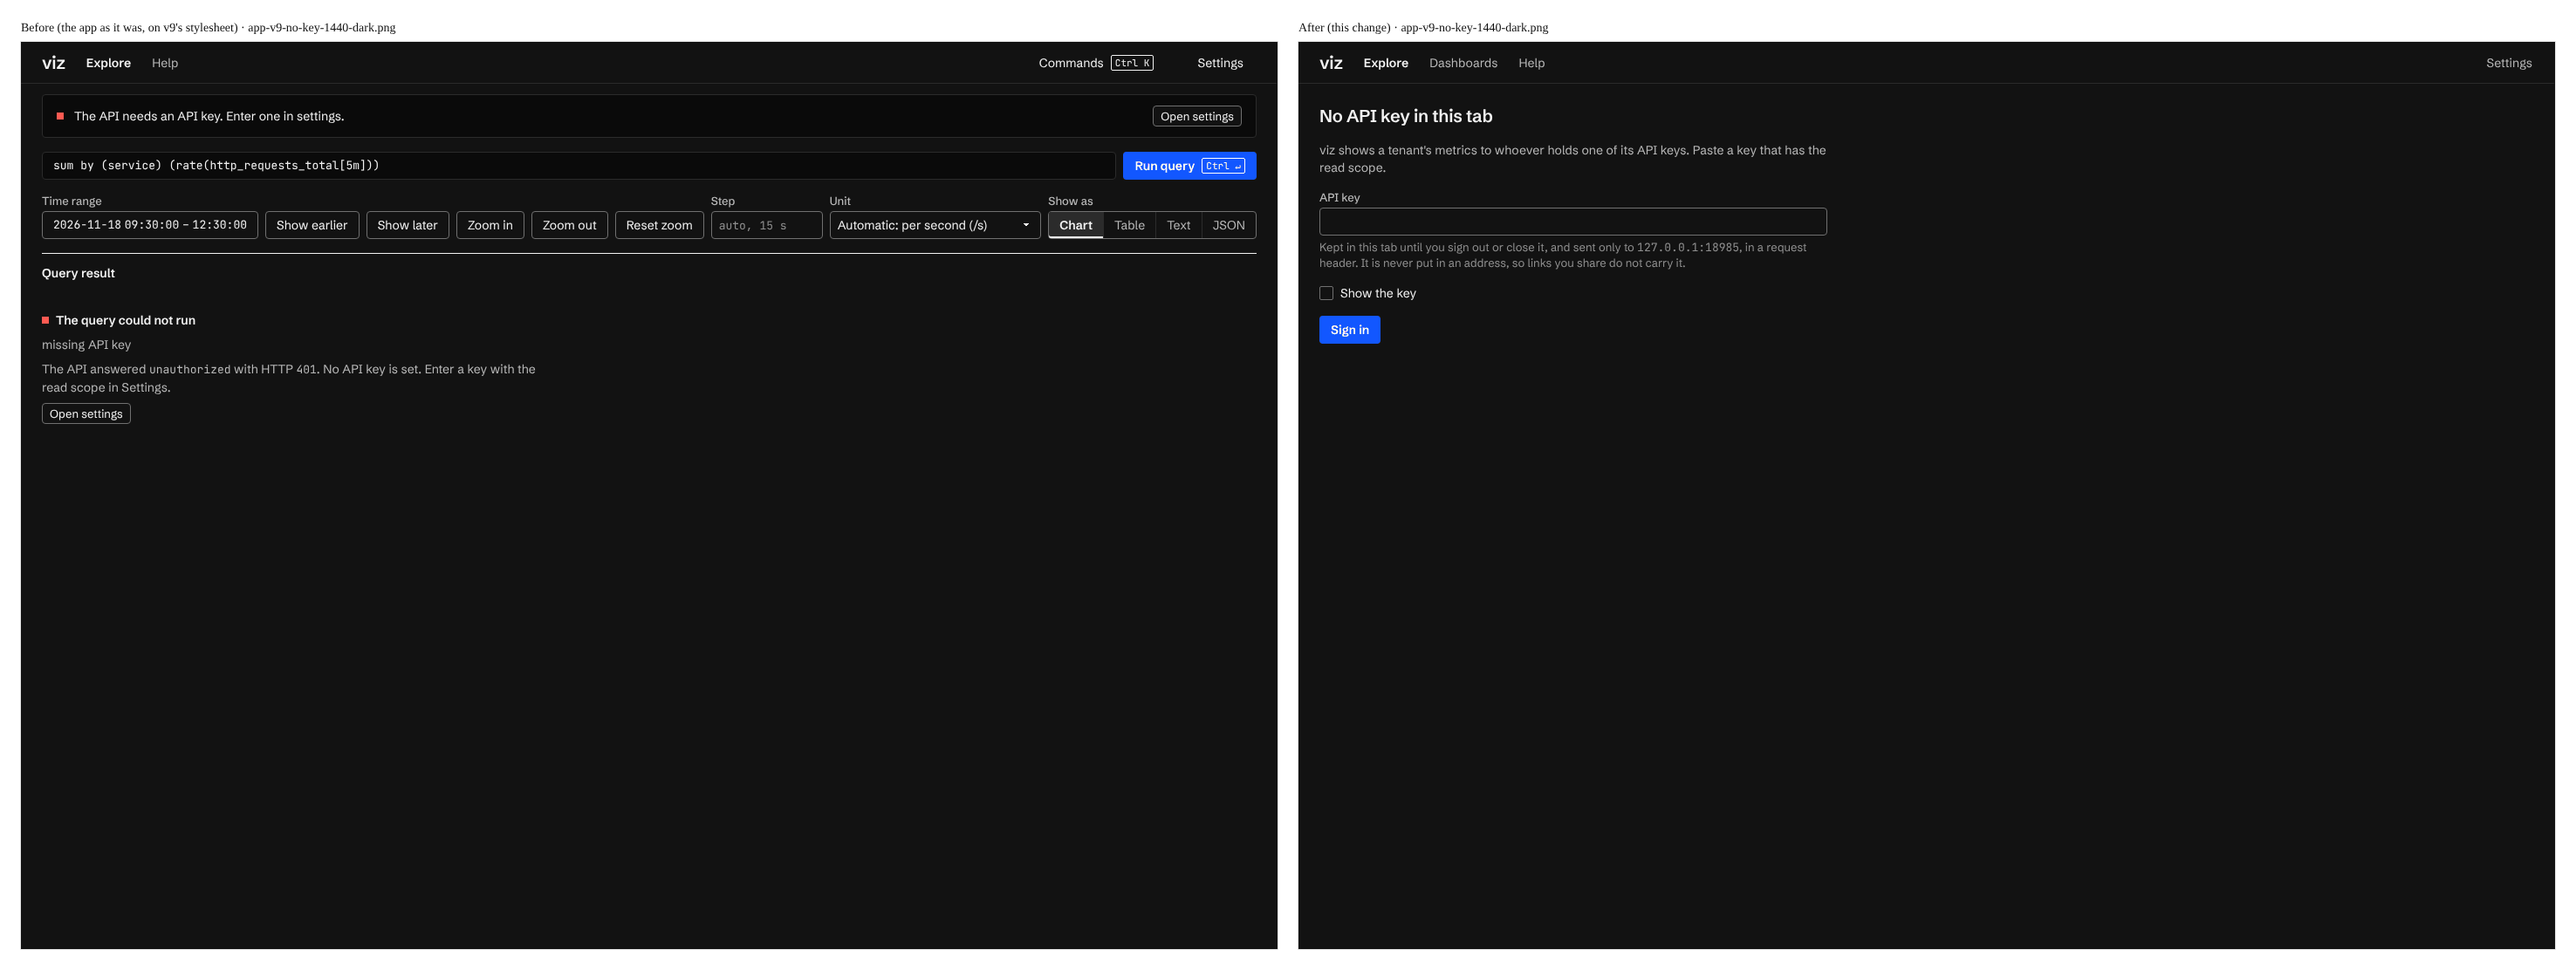 Before (the app as it was, on v9's stylesheet) · app-v9-no-key-1440-dark.png
viz Explore Help Commands Ctrl K Settings
The API needs an API key. Enter one in settings. Open settings
sum by (service) (rate(http_requests_total[5m])) Run query Ctrl ↵
Time range Step Unit Show as
2026-11-18 09:30:00 – 12:30:00 Show earlier Show later Zoom in Zoom out Reset zoom auto, 15 s Automatic: per second (/s) Chart Table Text JSON
Query result
The query could not run
missing API key
The API answered unauthorized with HTTP 401. No API key is set. Enter a key with the
read scope in Settings.
Open settings
After (this change) · app-v9-no-key-1440-dark.png
viz Explore Dashboards Help Settings
No API key in this tab
viz shows a tenant's metrics to whoever holds one of its API keys. Paste a key that has the
read scope.
API key
Kept in this tab until you sign out or close it, and sent only to 127.0.0.1:18985, in a request
header. It is never put in an address, so links you share do not carry it.
Show the key
Sign in